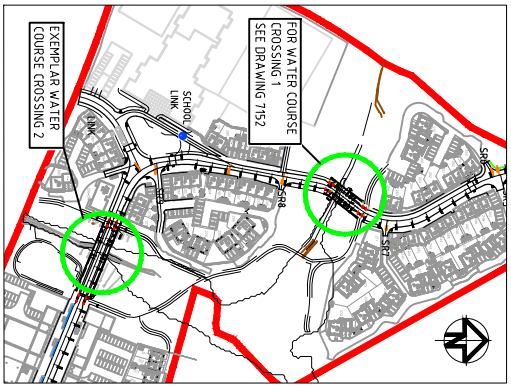 FOR WATER COURSE
CROSSING 1
SEE DRAWING 7152
EXEMPLAR WATER
COURSE CROSSING 2
SCHOOL
LINK
LINK
SR8
SR7
N